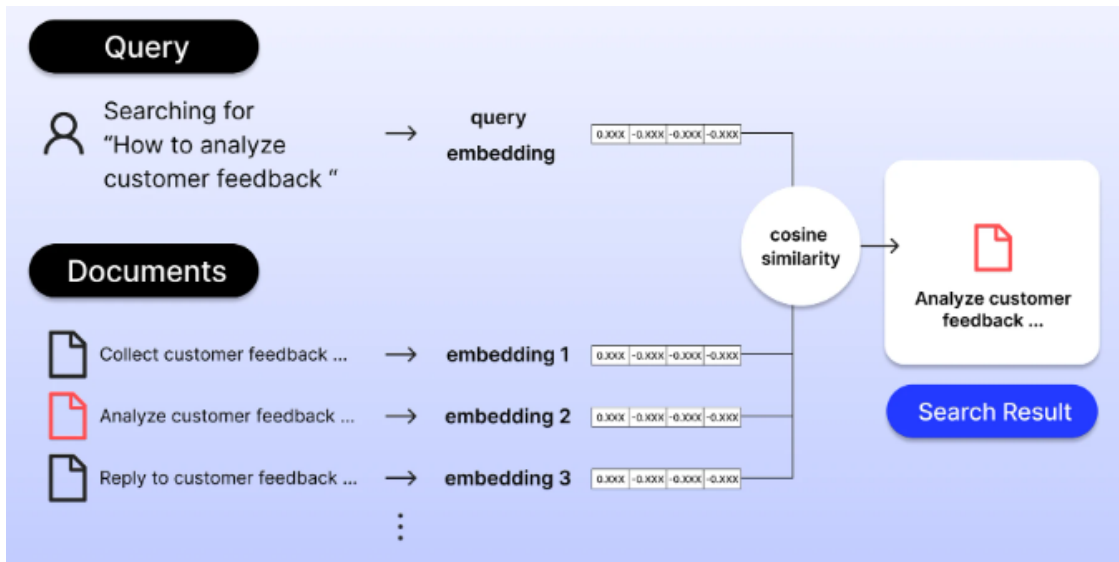 Query
Searching for
“How to analyze
customer feedback “
query
embedding
0.XXX -0.XXX -0.XXX -0.XXX
cosine
similarity
Analyze customer
feedback ...
Search Result
Documents
Collect customer feedback ...
embedding 1
0.XXX -0.XXX -0.XXX -0.XXX
Analyze customer feedback ...
embedding 2
0.XXX -0.XXX -0.XXX -0.XXX
Reply to customer feedback ...
embedding 3
0.XXX -0.XXX -0.XXX -0.XXX